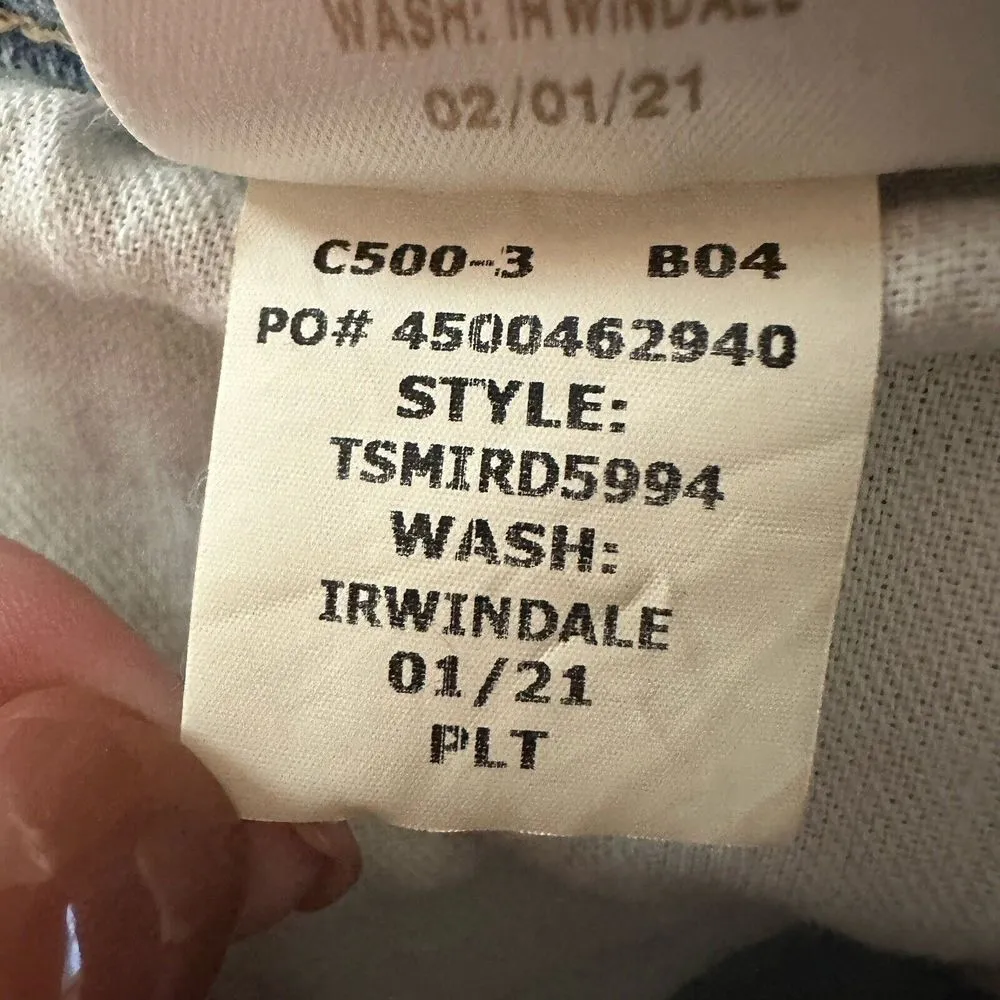 WASH: IRWINDALE
02/01/21
C500-3 B04
PO# 4500462940
STYLE:
TSMIRD5994
WASH:
IRWINDALE
01/21
PLT